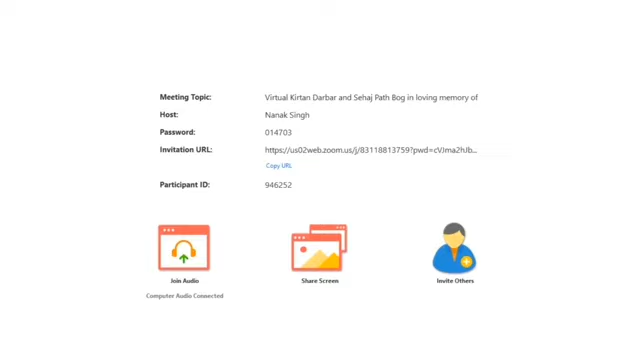 Meeting Topic: Virtual Kirtan Darbar and Sehaj Path Bog in loving memory of
Host: Nanak Singh
Password: 014703
Invitation URL: https://us02web.zoom.us/j/83118813759?pwd=cVJma2hJb...
Copy URL
Participant ID: 946252
Join Audio Share Screen Invite Others
Computer Audio Connected